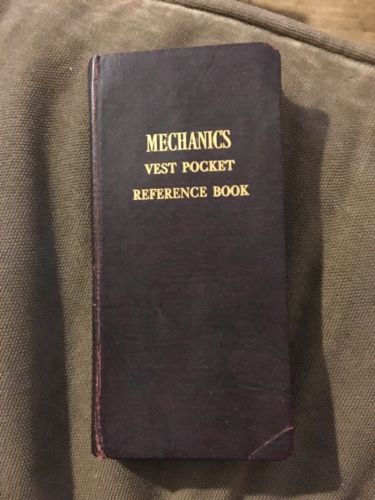 MECHANICS
VEST POCKET
REFERENCE BOOK